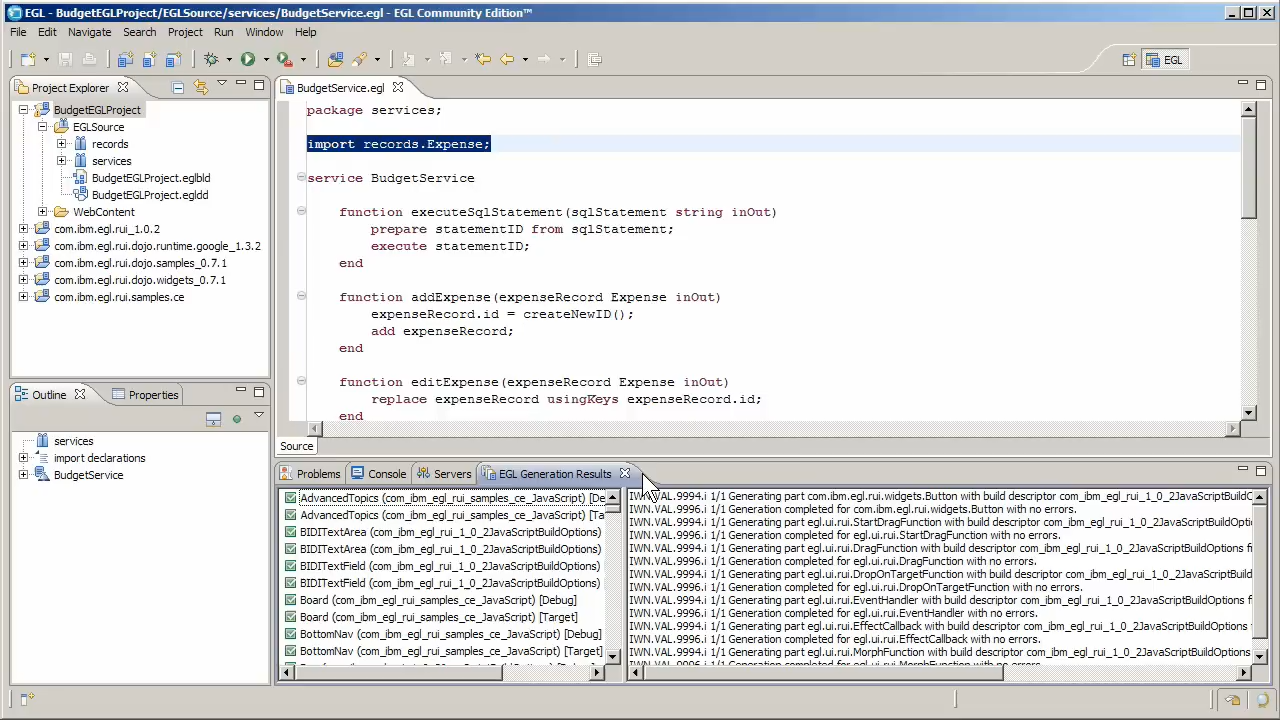 EGL - BudgetEGLProject/EGLSource/services/BudgetService.egl - EGL Community Edition™
File Edit Navigate Search Project Run Window Help
EGL
Project Explorer
BudgetEGLProject
EGLSource
records
services
BudgetEGLProject.eglbld
BudgetEGLProject.egldd
WebContent
com.ibm.egl.rui_1.0.2
com.ibm.egl.rui.dojo.runtime.google_1.3.2
com.ibm.egl.rui.dojo.samples_0.7.1
com.ibm.egl.rui.dojo.widgets_0.7.1
com.ibm.egl.rui.samples.ce
BudgetService.egl
package services;
import records.Expense;
service BudgetService
function executeSqlStatement(sqlStatement string inOut)
prepare statementID from sqlStatement;
execute statementID;
end
function addExpense(expenseRecord Expense inOut)
expenseRecord.id = createNewID();
add expenseRecord;
end
function editExpense(expenseRecord Expense inOut)
replace expenseRecord usingKeys expenseRecord.id;
end
Source
Outline Properties
services
import declarations
BudgetService
Problems Console Servers EGL Generation Results
AdvancedTopics (com_ibm_egl_rui_samples_ce_JavaScript) [De
AdvancedTopics (com_ibm_egl_rui_samples_ce_JavaScript) [Ta
BIDITextArea (com_ibm_egl_rui_1_0_2JavaScriptBuildOptions)
BIDITextArea (com_ibm_egl_rui_1_0_2JavaScriptBuildOptions)
BIDITextField (com_ibm_egl_rui_1_0_2JavaScriptBuildOptions)
BIDITextField (com_ibm_egl_rui_1_0_2JavaScriptBuildOptions)
Board (com_ibm_egl_rui_samples_ce_JavaScript) [Debug]
Board (com_ibm_egl_rui_samples_ce_JavaScript) [Target]
BottomNav (com_ibm_egl_rui_samples_ce_JavaScript) [Debug]
BottomNav (com_ibm_egl_rui_samples_ce_JavaScript) [Target]
IWN.VAL.9994.i 1/1 Generating part com.ibm.egl.rui.widgets.Button with build descriptor com_ibm_egl_rui_1_0_2JavaScriptBuildO
IWN.VAL.9996.i 1/1 Generation completed for com.ibm.egl.rui.widgets.Button with no errors.
IWN.VAL.9994.i 1/1 Generating part egl.ui.rui.StartDragFunction with build descriptor com_ibm_egl_rui_1_0_2JavaScriptBuildOptio
IWN.VAL.9996.i 1/1 Generation completed for egl.ui.rui.StartDragFunction with no errors.
IWN.VAL.9994.i 1/1 Generating part egl.ui.rui.DragFunction with build descriptor com_ibm_egl_rui_1_0_2JavaScriptBuildOptions f
IWN.VAL.9996.i 1/1 Generation completed for egl.ui.rui.DragFunction with no errors.
IWN.VAL.9994.i 1/1 Generating part egl.ui.rui.DropOnTargetFunction with build descriptor com_ibm_egl_rui_1_0_2JavaScriptBuild
IWN.VAL.9996.i 1/1 Generation completed for egl.ui.rui.DropOnTargetFunction with no errors.
IWN.VAL.9994.i 1/1 Generating part egl.ui.rui.EventHandler with build descriptor com_ibm_egl_rui_1_0_2JavaScriptBuildOptions
IWN.VAL.9996.i 1/1 Generation completed for egl.ui.rui.EventHandler with no errors.
IWN.VAL.9994.i 1/1 Generating part egl.ui.rui.EffectCallback with build descriptor com_ibm_egl_rui_1_0_2JavaScriptBuildOptions
IWN.VAL.9996.i 1/1 Generation completed for egl.ui.rui.EffectCallback with no errors.
IWN.VAL.9994.i 1/1 Generating part egl.ui.rui.MorphFunction with build descriptor com_ibm_egl_rui_1_0_2JavaScriptBuildOptions
IWN.VAL.9996.i 1/1 Generation completed for egl.ui.rui.MorphFunction with no errors.